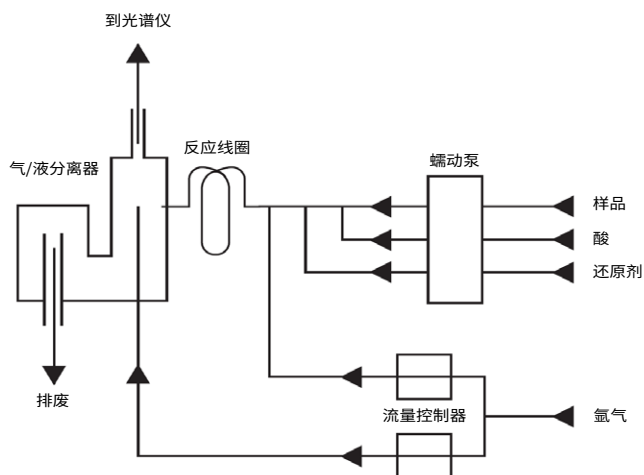 到光谱仪
反应线圈
蠕动泵
气/液分离器
样品
酸
还原剂
排废
流量控制器
氩气